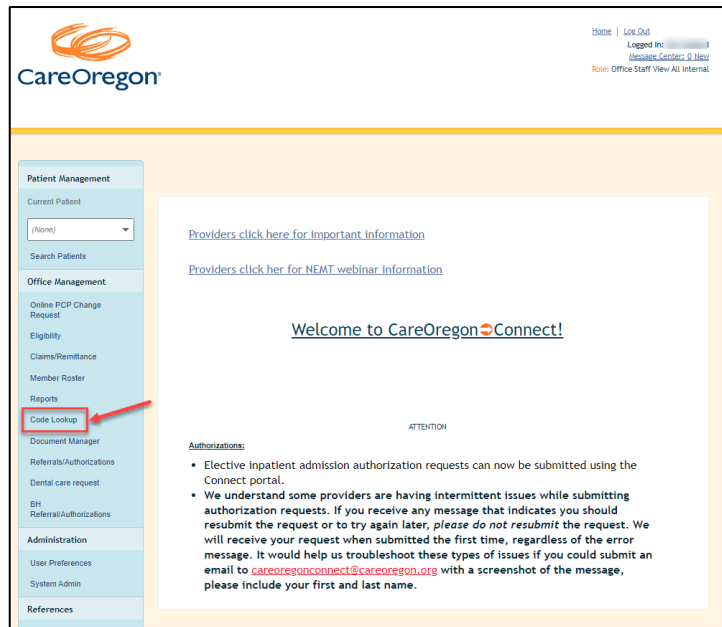 Home | Log Out
Logged In:
Message Center: 0 New
Role: Office Staff View All Internal
CareOregon®
Patient Management
Current Patient
(None)
Search Patients
Office Management
Online PCP Change
Request
Eligibility
Claims/Remittance
Member Roster
Reports
Code Lookup
Document Manager
Referrals/Authorizations
Dental care request
BH
Referral/Authorizations
Administration
User Preferences
System Admin
References
Providers click here for important information
Providers click her for NEMT webinar information
Welcome to CareOregon Connect!
ATTENTION
Authorizations:
• Elective inpatient admission authorization requests can now be submitted using the
Connect portal.
• We understand some providers are having intermittent issues while submitting
authorization requests. If you receive any message that indicates you should
resubmit the request or to try again later, please do not resubmit the request. We
will receive your request when submitted the first time, regardless of the error
message. It would help us troubleshoot these types of issues if you could submit an
email to careoregonconnect@careoregon.org with a screenshot of the message,
please include your first and last name.